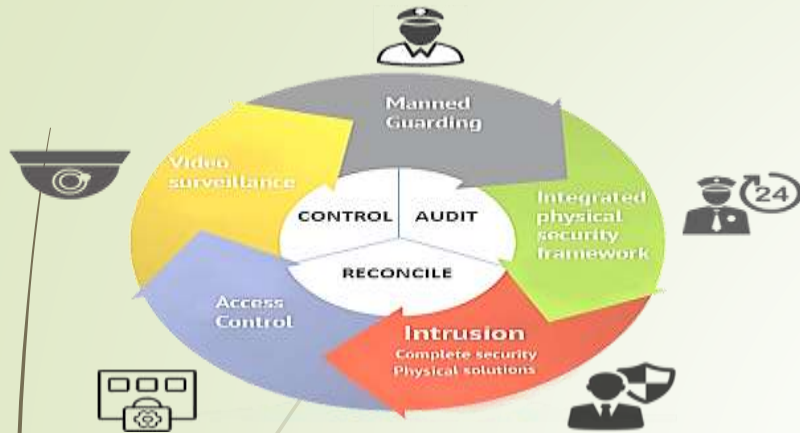 Manned
Guarding
Video
surveillance
Integrated
physical
security
framework
24
CONTROL
AUDIT
RECONCILE
Access
Control
Intrusion
Complete security
Physical solutions